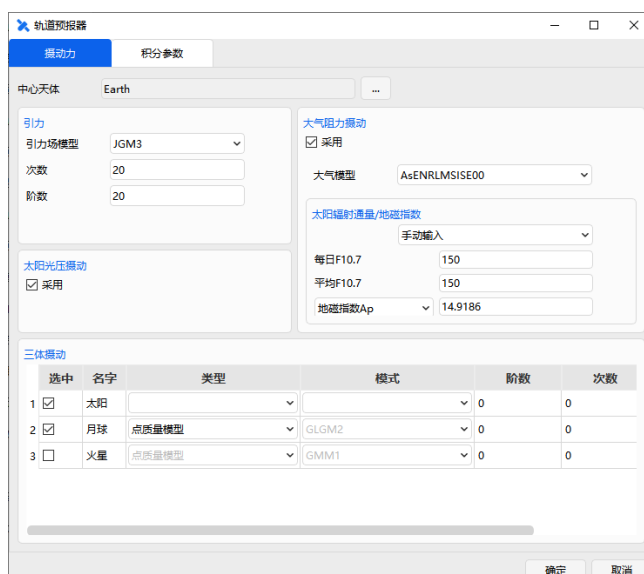 轨道预报器
摄动力 积分参数
中心天体 Earth ...
引力
引力场模型 JGM3
次数 20
阶数 20
太阳光压摄动
采用
大气阻力摄动
采用
大气模型 AsENRLMSISE00
太阳辐射通量/地磁指数
手动输入
每日F10.7 150
平均F10.7 150
地磁指数Ap 14.9186
三体摄动
选中 名字 类型 模式 阶数 次数
1 太阳 0 0
2 月球 点质量模型 GLGM2 0 0
3 火星 点质量模型 GMM1 0 0
确定 取消